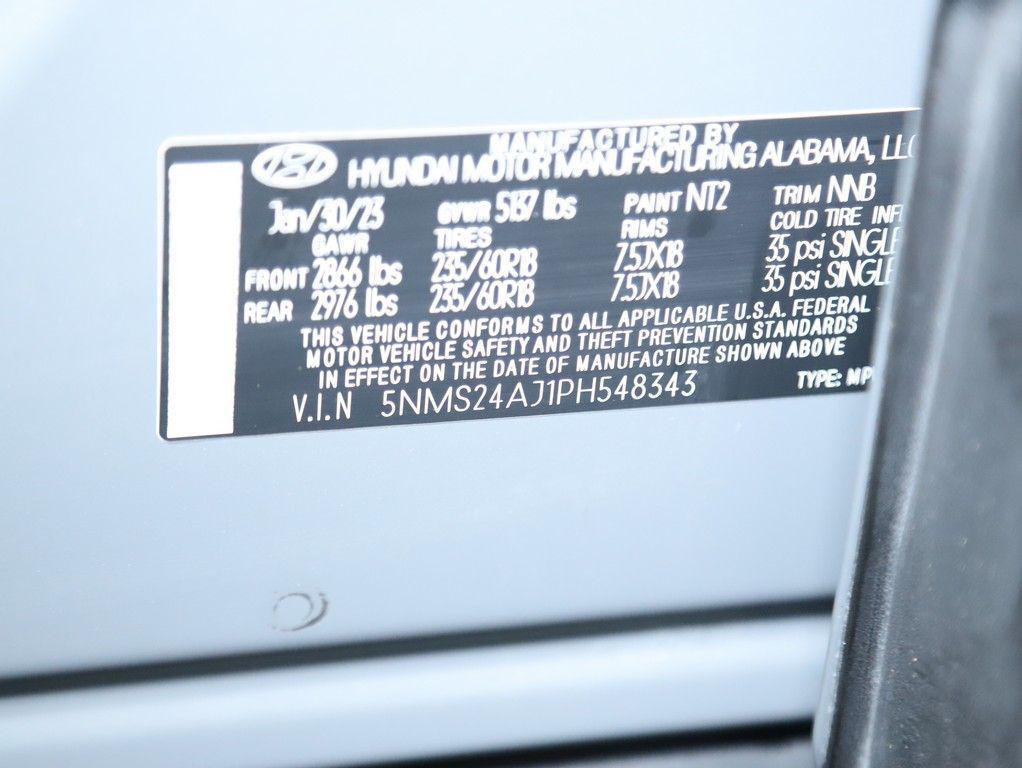 MANUFACTURED BY
HYUNDAI MOTOR MANUFACTURING ALABAMA, LLC
Jan/30/23 GVWR 5137 lbs PAINT NT2 TRIM NNB
GAWR TIRES RIMS COLD TIRE INF
FRONT 2866 lbs 235/60R18 7.5JX18 35 psi SINGLE
REAR 2976 lbs 235/60R18 7.5JX18 35 psi SINGLE
THIS VEHICLE CONFORMS TO ALL APPLICABLE U.S.A. FEDERAL
MOTOR VEHICLE SAFETY AND THEFT PREVENTION STANDARDS
IN EFFECT ON THE DATE OF MANUFACTURE SHOWN ABOVE
V.I.N 5NMS24AJ1PH548343 TYPE: MP